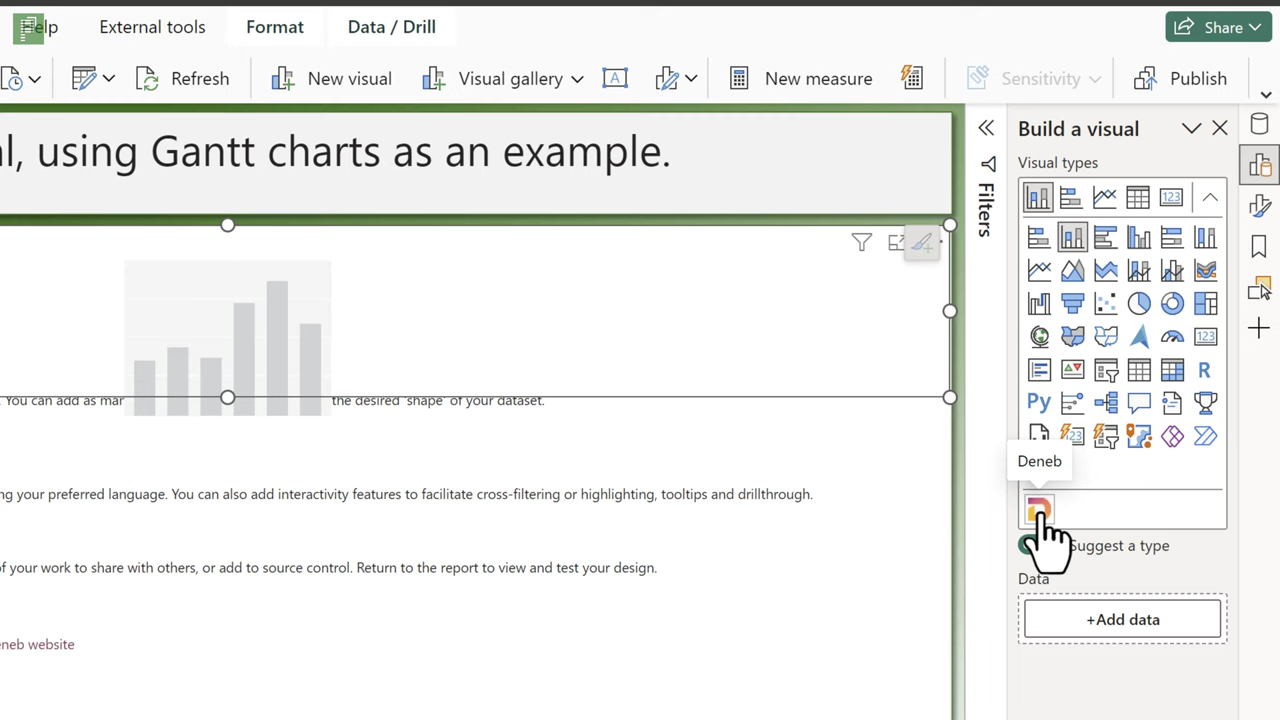 Help External tools Format Data / Drill Share
Refresh New visual Visual gallery A New measure Sensitivity Publish
l, using Gantt charts as an example.
Build a visual
Visual types
123
Filters
123
R
Py
123
Deneb
. You can add as mar the desired 'shape' of your dataset.
ng your preferred language. You can also add interactivity features to facilitate cross-filtering or highlighting, tooltips and drillthrough.
Suggest a type
of your work to share with others, or add to source control. Return to the report to view and test your design.
Data
+Add data
eneb website